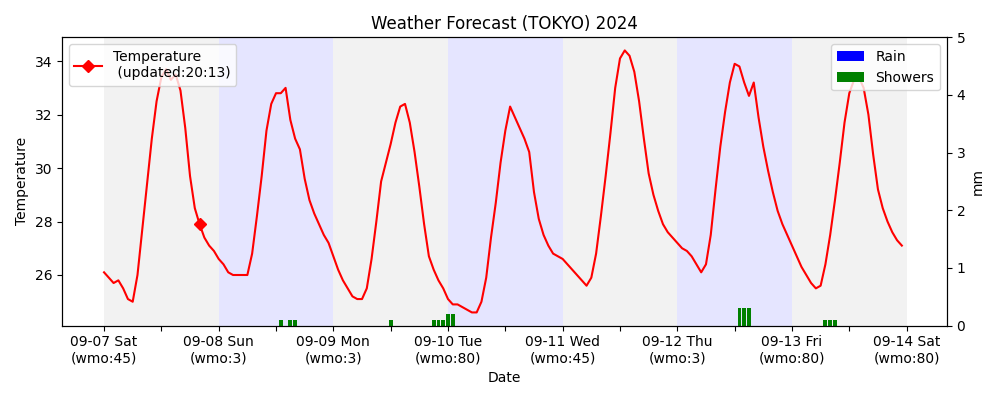 Weather Forecast (TOKYO) 2024
Temperature
(updated:20:13)
Rain
Showers
34
32
30
28
26
Temperature
5
4
3
2
1
0
mm
09-07 Sat 09-08 Sun 09-09 Mon 09-10 Tue 09-11 Wed 09-12 Thu 09-13 Fri 09-14 Sat
(wmo:45) (wmo:3) (wmo:3) (wmo:80) (wmo:45) (wmo:3) (wmo:80) (wmo:80)
Date